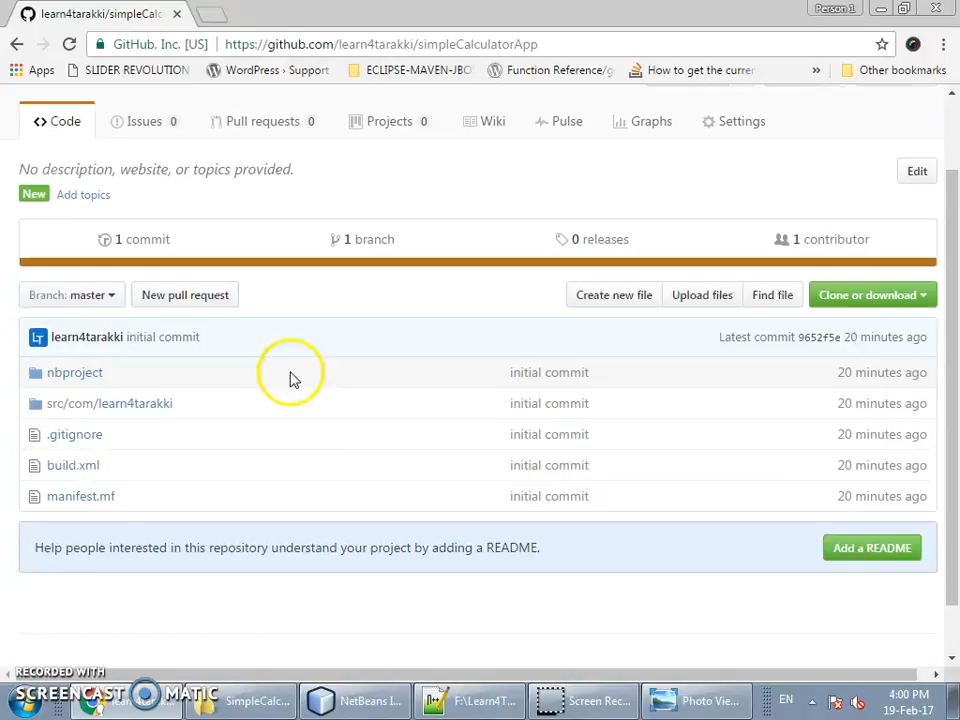 learn4tarakki/simpleCalc
Person 1
GitHub, Inc. [US] https://github.com/learn4tarakki/simpleCalculatorApp
Apps SLIDER REVOLUTION WordPress › Support ECLIPSE-MAVEN-JBO Function Reference/g How to get the curren » Other bookmarks
<> Code Issues 0 Pull requests 0 Projects 0 Wiki Pulse Graphs Settings
No description, website, or topics provided. Edit
New Add topics
1 commit 1 branch 0 releases 1 contributor
Branch: master New pull request Create new file Upload files Find file Clone or download
LT learn4tarakki initial commit Latest commit 9652f5e 20 minutes ago
nbproject initial commit 20 minutes ago
src/com/learn4tarakki initial commit 20 minutes ago
.gitignore initial commit 20 minutes ago
build.xml initial commit 20 minutes ago
manifest.mf initial commit 20 minutes ago
Help people interested in this repository understand your project by adding a README. Add a README
RECORDED WITH
SCREENCAST MATIC
SimpleCalc... NetBeans I... F:\Learn4T... Screen Rec... Photo Vie... EN 4:00 PM
19-Feb-17